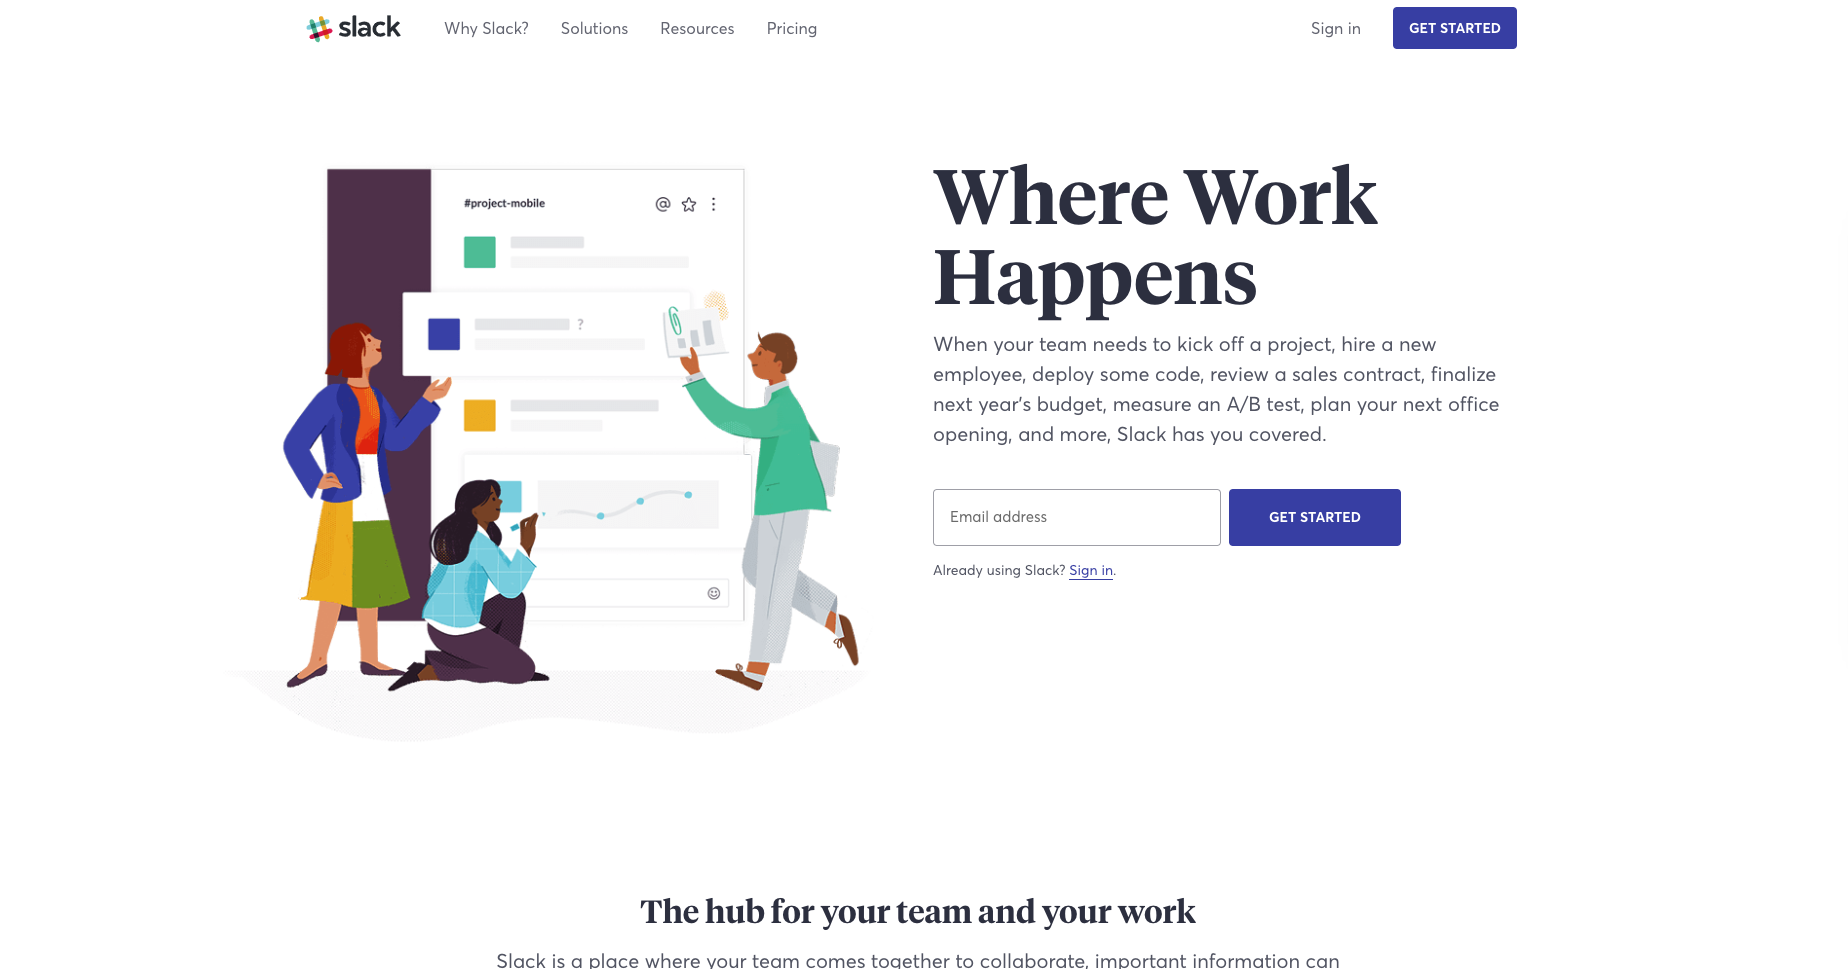 slack
Why Slack?
Solutions
Resources
Pricing
Sign in
GET STARTED
#project-mobile
?
Where Work
Happens
When your team needs to kick off a project, hire a new
employee, deploy some code, review a sales contract, finalize
next year’s budget, measure an A/B test, plan your next office
opening, and more, Slack has you covered.
Email address
GET STARTED
Already using Slack? Sign in.
The hub for your team and your work
Slack is a place where your team comes together to collaborate, important information can